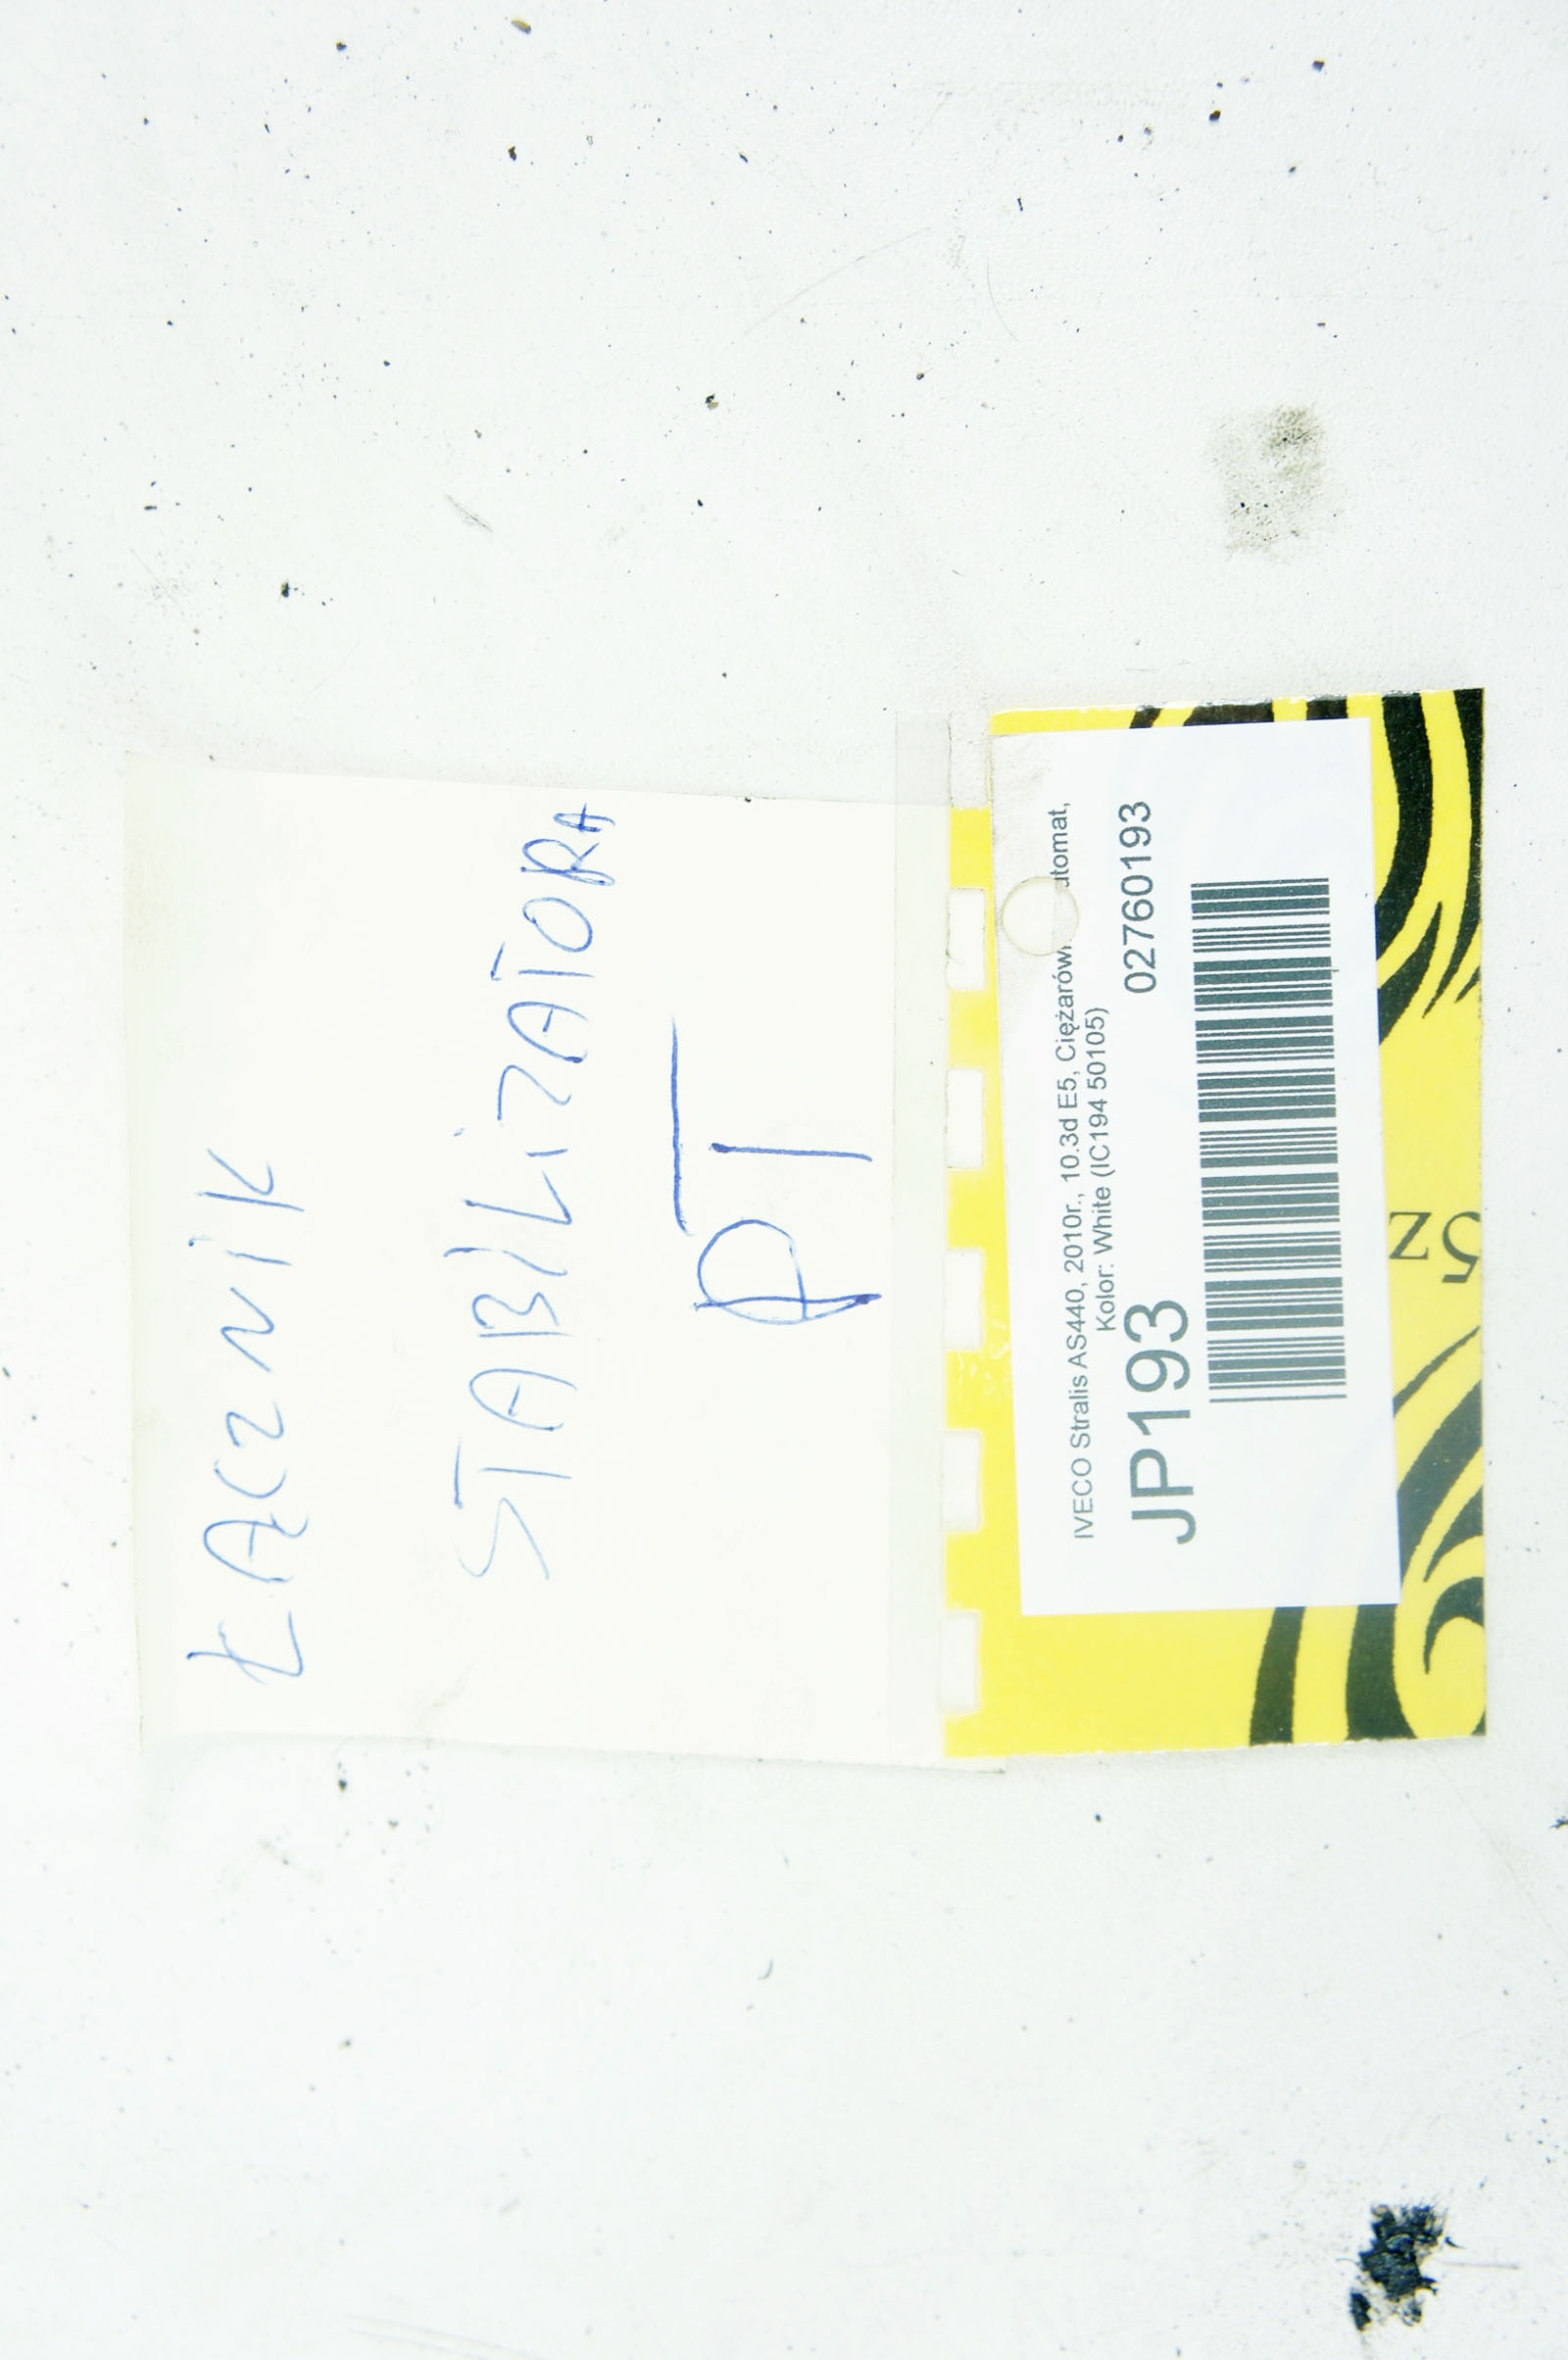 ŁĄCZNIK
STABILIZATORA
PT
IVECO Stralis AS440, 2010r., 10.3d E5, Ciężarów utomat,
Kolor: White (IC194 50105)
JP193 02760193